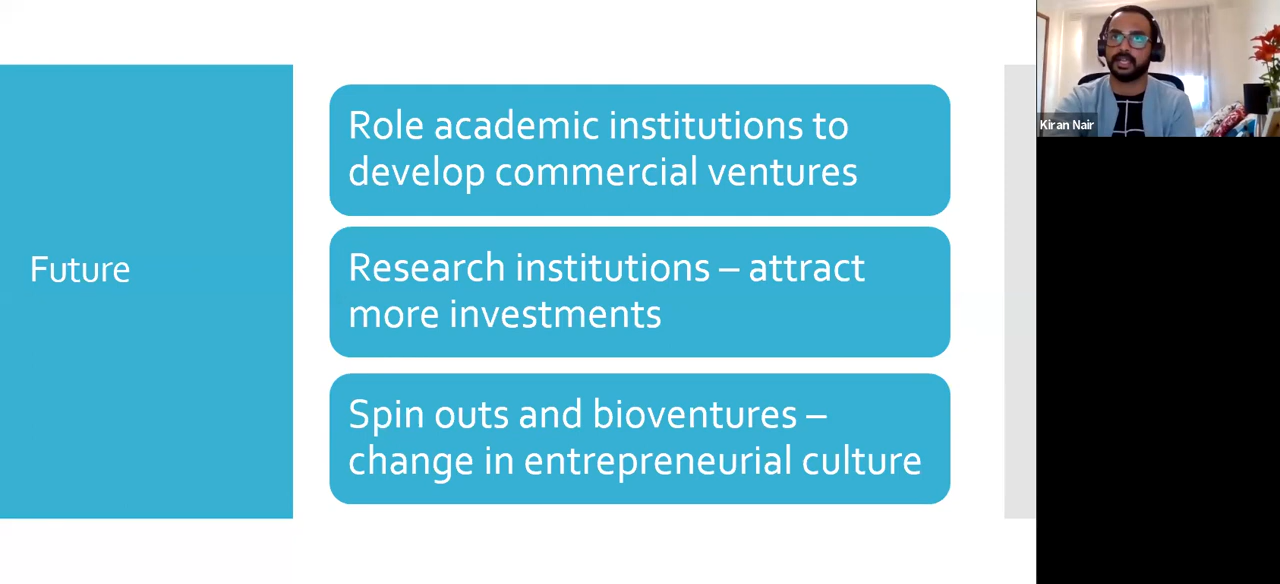 Future
Role academic institutions to
develop commercial ventures
Research institutions – attract
more investments
Spin outs and bioventures –
change in entrepreneurial culture
Kiran Nair